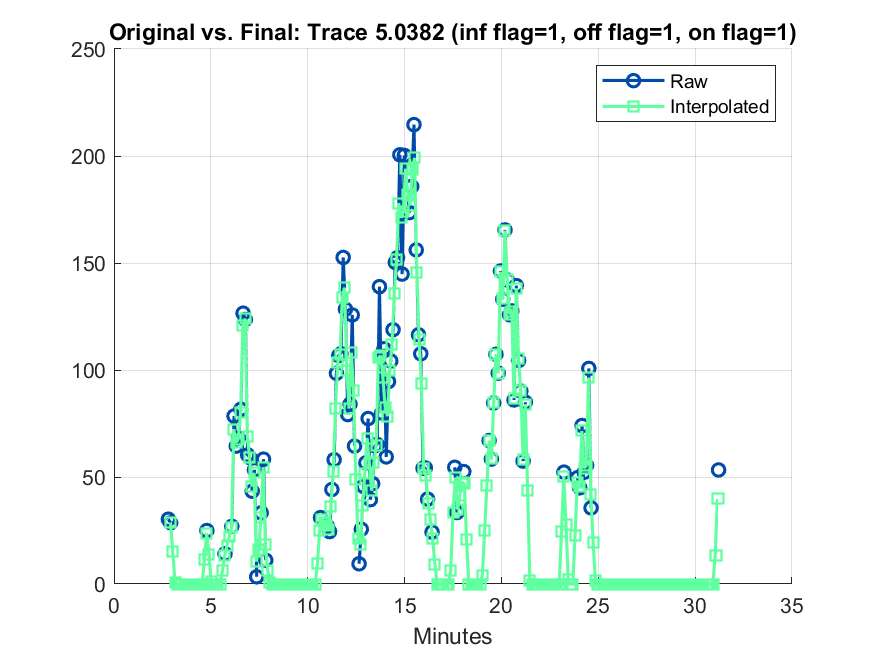 Original vs. Final: Trace 5.0382 (inf flag=1, off flag=1, on flag=1)
250
200
150
100
50
0
Raw
Interpolated
0 5 10 15 20 25 30 35
Minutes